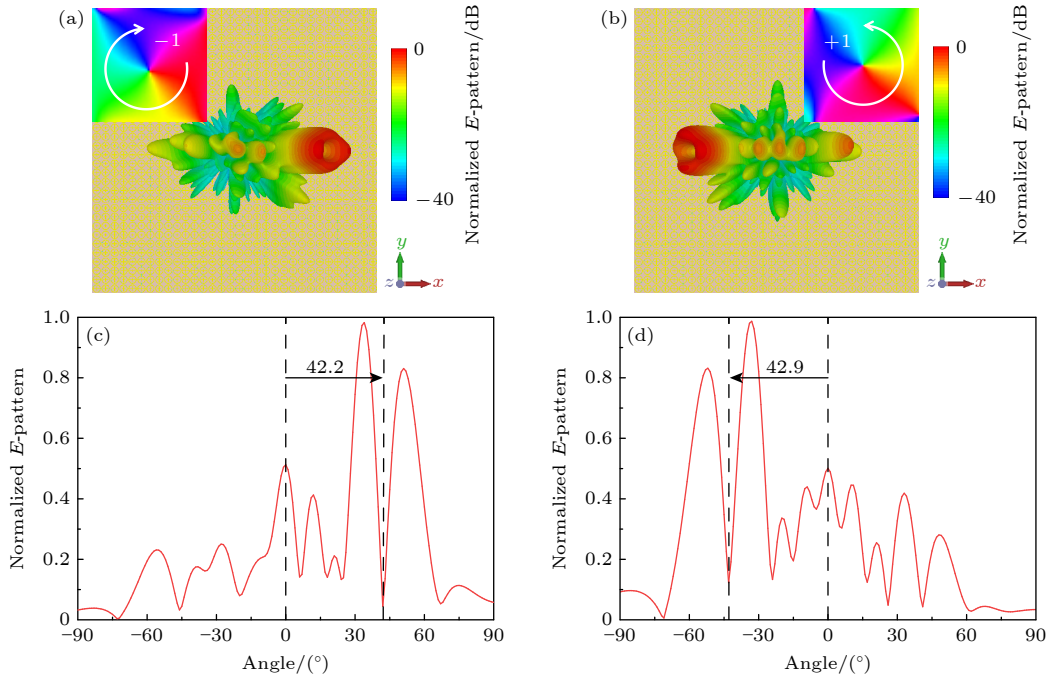 (a)
−1
0
−40
Normalized E-pattern/dB
y
z
x
(b)
+1
0
−40
Normalized E-pattern/dB
y
z
x
(c)
1.0
0.8
0.6
0.4
0.2
0
Normalized E-pattern
42.2
−90 −60 −30 0 30 60 90
Angle/(°)
(d)
1.0
0.8
0.6
0.4
0.2
0
Normalized E-pattern
42.9
−90 −60 −30 0 30 60 90
Angle/(°)